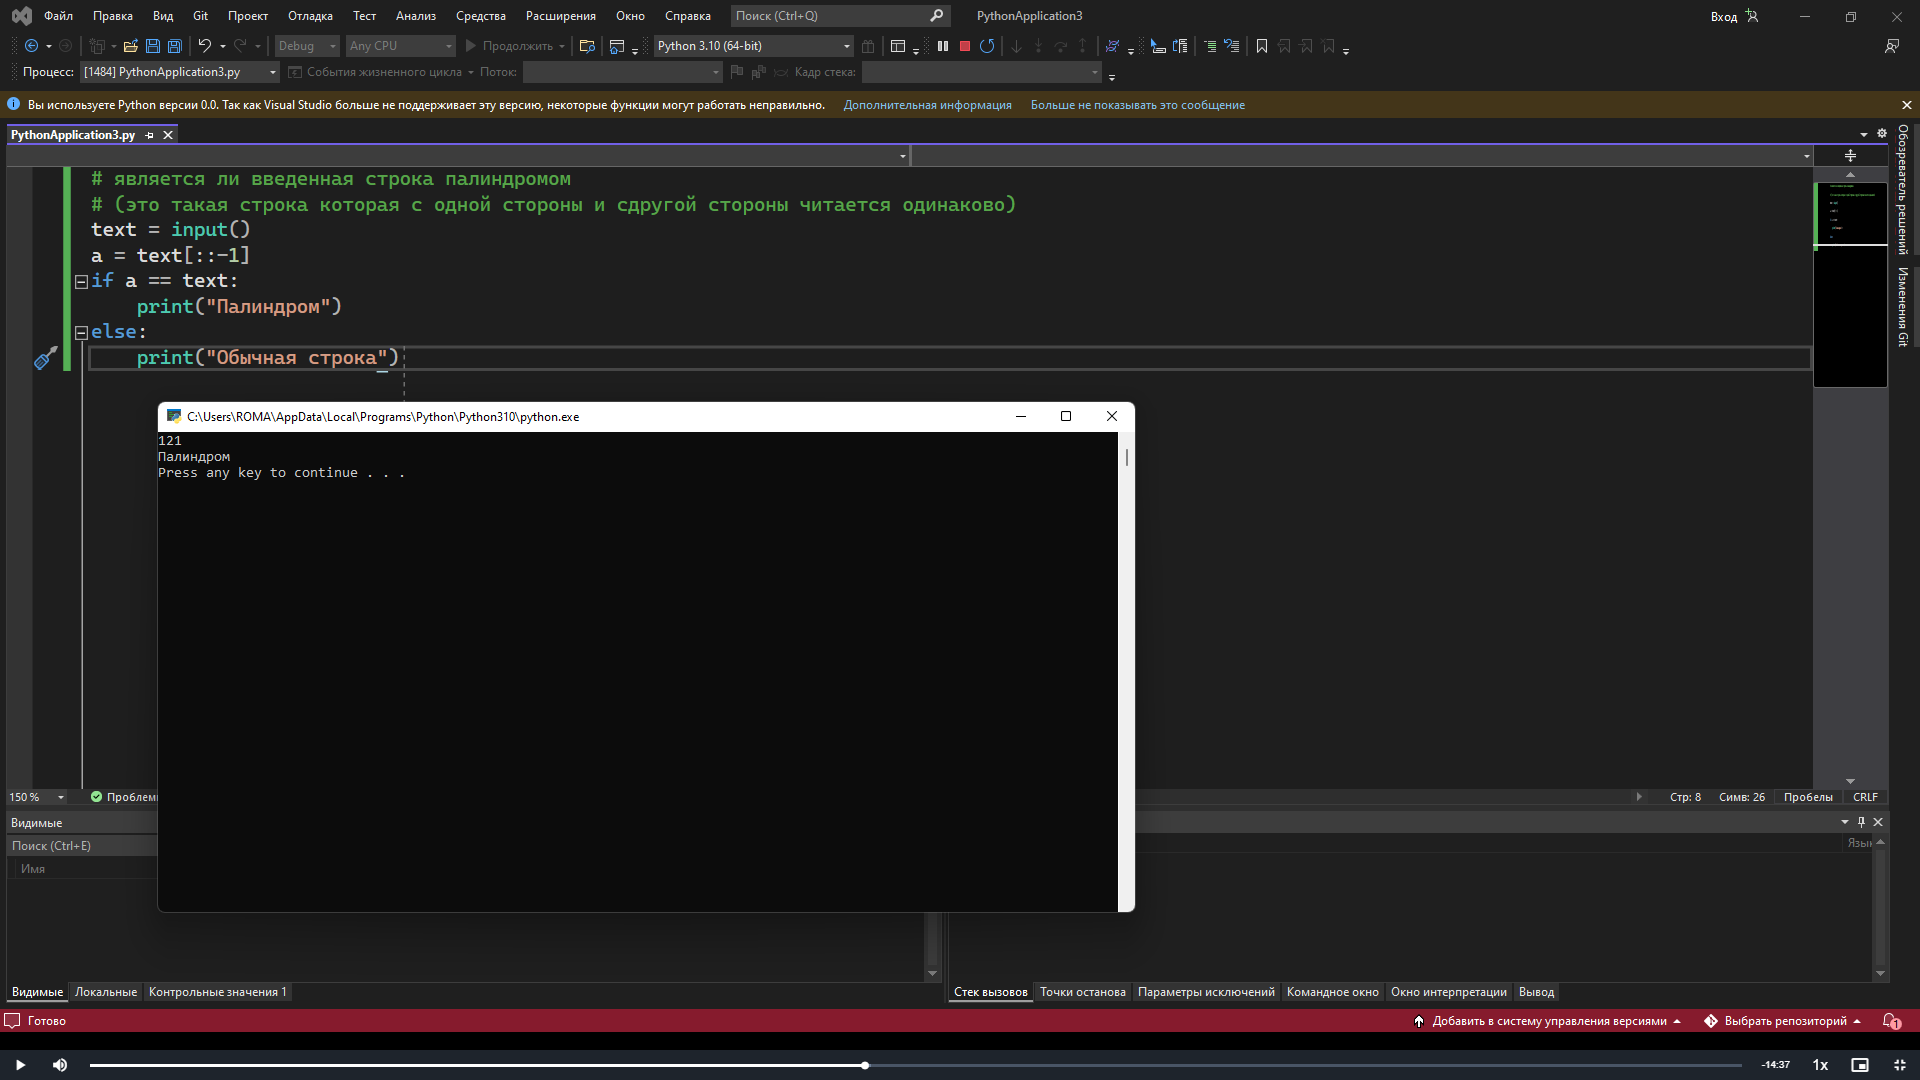 Файл Правка Вид Git Проект Отладка Тест Анализ Средства Расширения Окно Справка Поиск (Ctrl+Q) PythonApplication3 Вход
Debug Any CPU Продолжить Python 3.10 (64-bit)
Процесс: [1484] PythonApplication3.py События жизненного цикла Поток: Кадр стека:
Вы используете Python версии 0.0. Так как Visual Studio больше не поддерживает эту версию, некоторые функции могут работать неправильно. Дополнительная информация Больше не показывать это сообщение
PythonApplication3.py
Обозреватель решений
Изменения Git
# является ли введенная строка палиндромом
# (это такая строка которая с одной стороны и сдругой стороны читается одинаково)
text = input()
a = text[::-1]
if a == text:
    print("Палиндром")
else:
    print("Обычная строка")
C:\Users\ROMA\AppData\Local\Programs\Python\Python310\python.exe
121
Палиндром
Press any key to continue . . .
150 % Стр: 8 Симв: 26 Пробелы CRLF
Видимые
Поиск (Ctrl+E)
Имя
Видимые Локальные Контрольные значения 1 Стек вызовов Точки останова Параметры исключений Командное окно Окно интерпретации Вывод
Готово Добавить в систему управления версиями Выбрать репозиторий 1
-14:37 1x